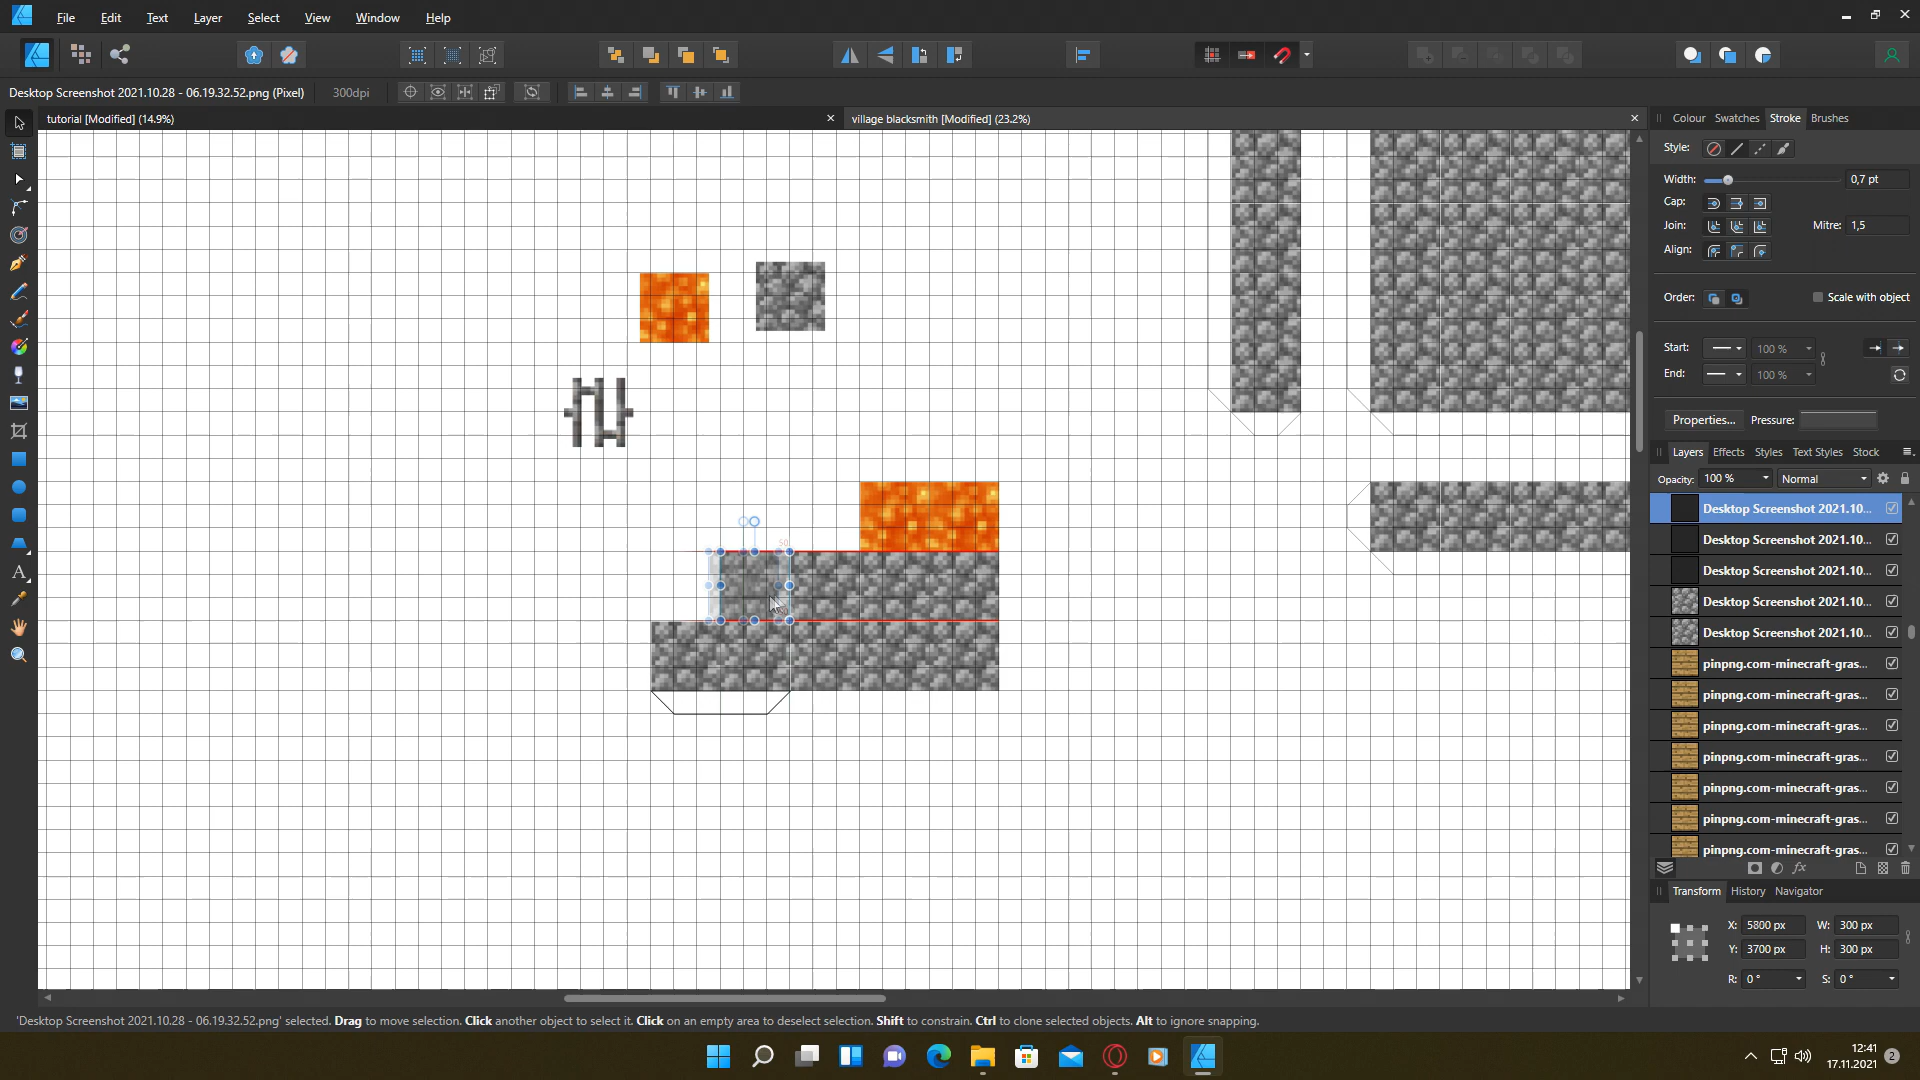 File Edit Text Layer Select View Window Help
Desktop Screenshot 2021.10.28 - 06.19.32.52.png (Pixel) 300dpi
tutorial [Modified] (14.9%) village blacksmith [Modified] (23.2%)
Colour Swatches Stroke Brushes
Style:
Width: 0,7 pt
Cap:
Join: Mitre: 1,5
Align:
Order: Scale with object
Start: 100 %
End: 100 %
Properties... Pressure:
Layers Effects Styles Text Styles Stock
Opacity: 100 % Normal
Desktop Screenshot 2021.10...
Desktop Screenshot 2021.10...
Desktop Screenshot 2021.10...
Desktop Screenshot 2021.10...
Desktop Screenshot 2021.10...
pinpng.com-minecraft-gras...
pinpng.com-minecraft-gras...
pinpng.com-minecraft-gras...
pinpng.com-minecraft-gras...
pinpng.com-minecraft-gras...
pinpng.com-minecraft-gras...
pinpng.com-minecraft-gras...
Transform History Navigator
X: 5800 px W: 300 px
Y: 3700 px H: 300 px
R: 0 ° S: 0 °
'Desktop Screenshot 2021.10.28 - 06.19.32.52.png' selected. Drag to move selection. Click another object to select it. Click on an empty area to deselect selection. Shift to constrain. Ctrl to clone selected objects. Alt to ignore snapping.
12:41
17.11.2021 2